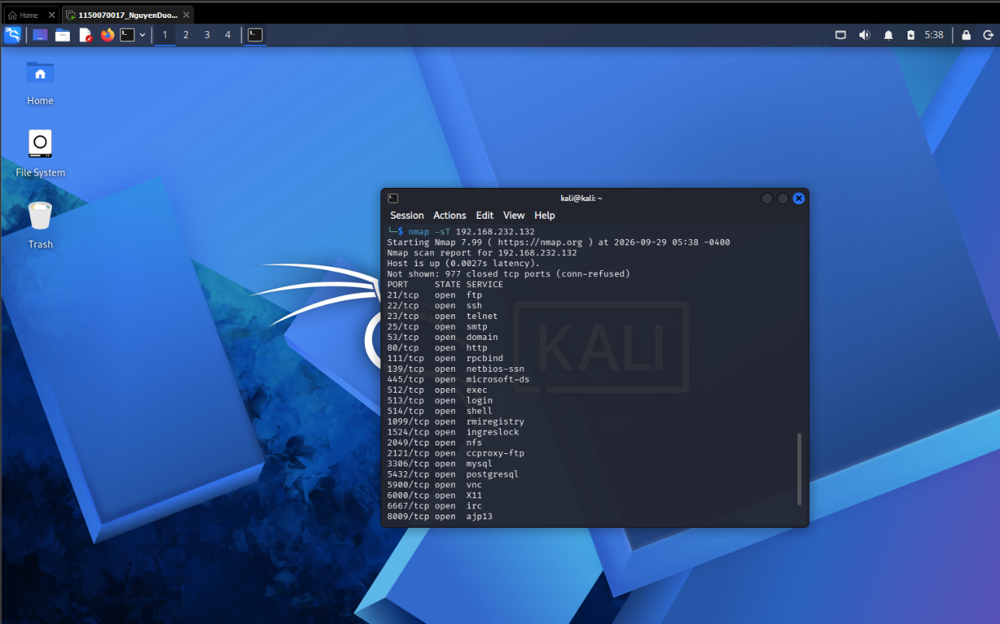 Home
1150070017_NguyenDuo...
1 2 3 4
5:38
Home
File System
Trash
kali@kali: ~
Session Actions Edit View Help
└─$ nmap -sT 192.168.232.132
Starting Nmap 7.99 ( https://nmap.org ) at 2026-09-29 05:38 -0400
Nmap scan report for 192.168.232.132
Host is up (0.0027s latency).
Not shown: 977 closed tcp ports (conn-refused)
PORT     STATE SERVICE
21/tcp   open  ftp
22/tcp   open  ssh
23/tcp   open  telnet
25/tcp   open  smtp
53/tcp   open  domain
80/tcp   open  http
111/tcp  open  rpcbind
139/tcp  open  netbios-ssn
445/tcp  open  microsoft-ds
512/tcp  open  exec
513/tcp  open  login
514/tcp  open  shell
1099/tcp open  rmiregistry
1524/tcp open  ingreslock
2049/tcp open  nfs
2121/tcp open  ccproxy-ftp
3306/tcp open  mysql
5432/tcp open  postgresql
5900/tcp open  vnc
6000/tcp open  X11
6667/tcp open  irc
8009/tcp open  ajp13
KALI